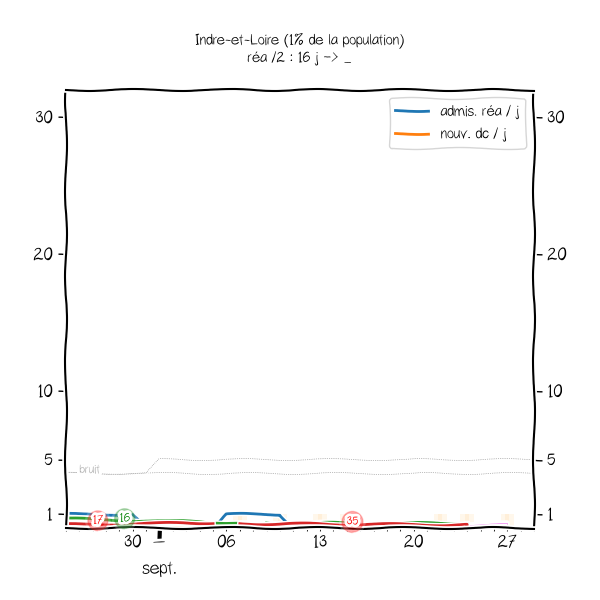 Indre-et-Loire (1% de la population)
réa /2 : 16 j -> _
admis. réa / j
nouv. dc / j
30 30
20 20
10 10
5 5
bruit
1 1
17 16 35
30 06 13 20 27
sept.